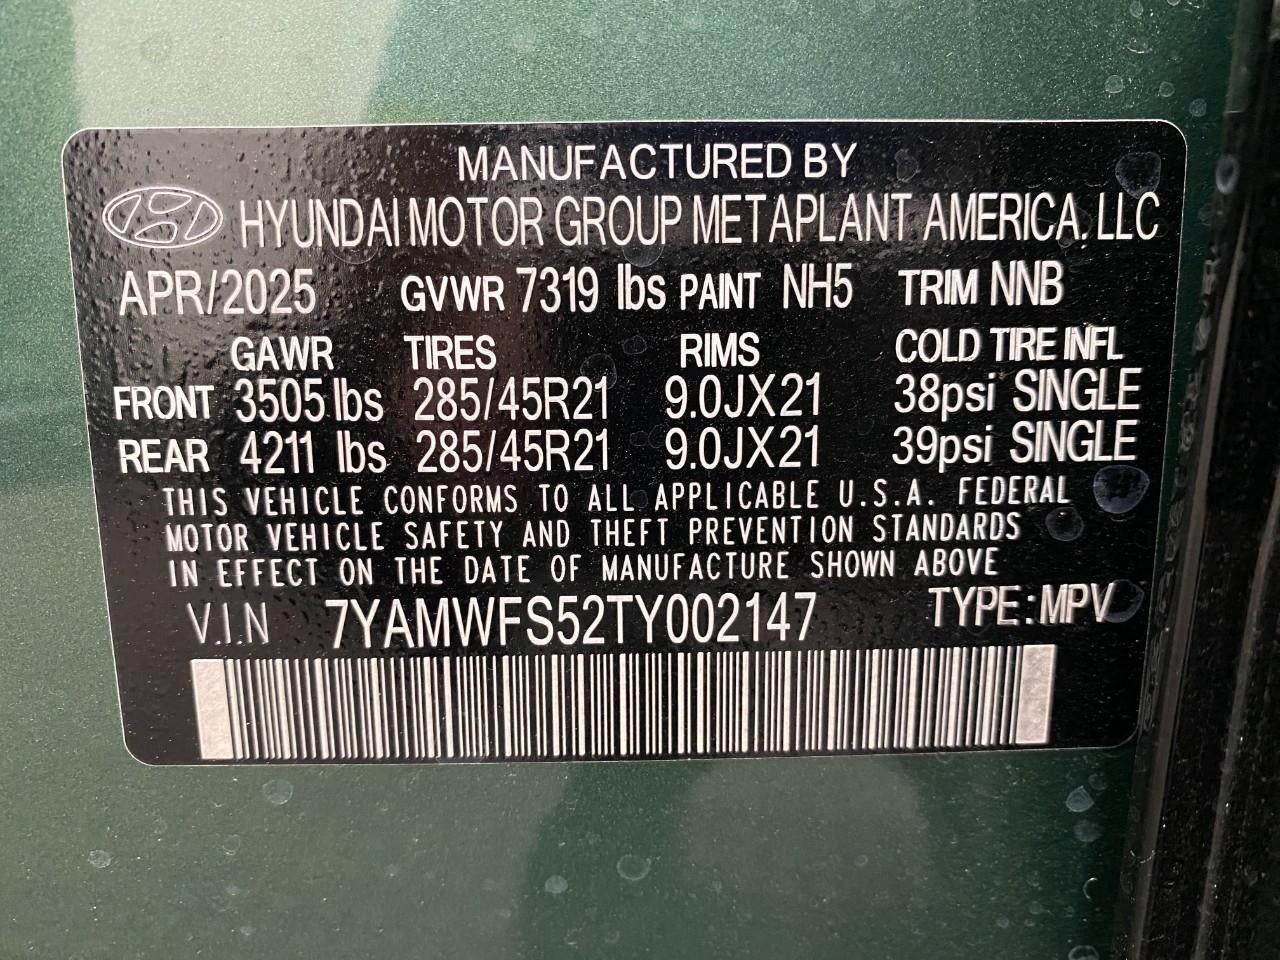 MANUFACTURED BY
HYUNDAI MOTOR GROUP METAPLANT AMERICA. LLC
APR/2025 GVWR 7319 lbs PAINT NH5 TRIM NNB
GAWR TIRES RIMS COLD TIRE INFL
FRONT 3505 lbs 285/45R21 9.0JX21 38psi SINGLE
REAR 4211 lbs 285/45R21 9.0JX21 39psi SINGLE
THIS VEHICLE CONFORMS TO ALL APPLICABLE U.S.A. FEDERAL
MOTOR VEHICLE SAFETY AND THEFT PREVENTION STANDARDS
IN EFFECT ON THE DATE OF MANUFACTURE SHOWN ABOVE
V.I.N 7YAMWFS52TY002147 TYPE: MPV